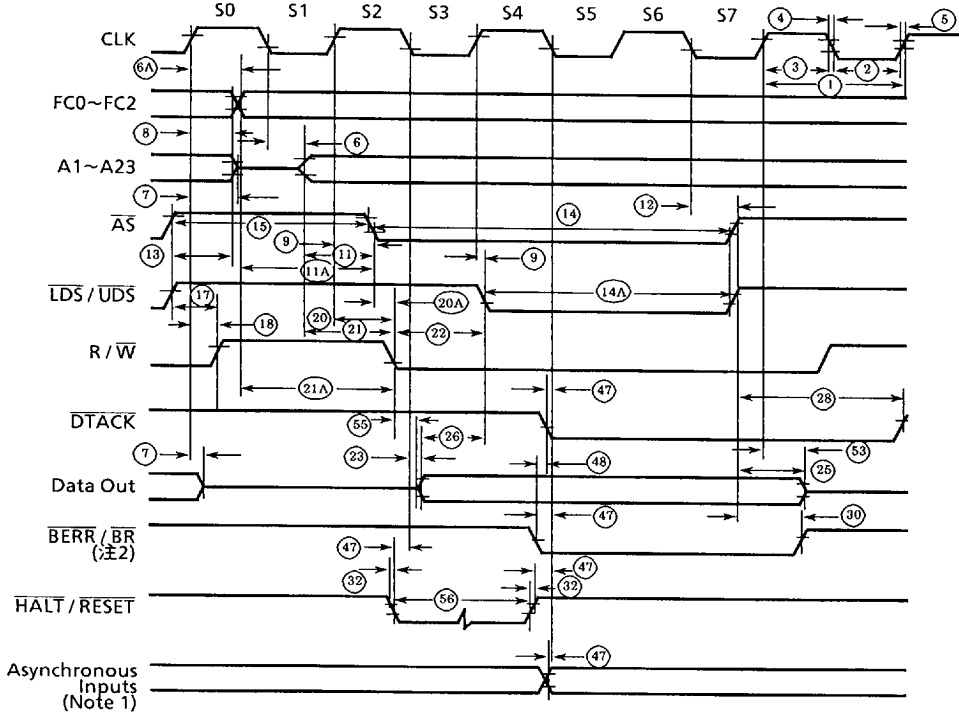 S0 S1 S2 S3 S4 S5 S6 S7
CLK
4 5
3 2
1
6A
FC0~FC2
8 6
A1~A23
7 12
AS
15 14
13 9 11 9
11A
LDS / UDS
17 20A 14A
18 20 21 22
R / W
21A 47
28
DTACK
55 26
7 23 48 53
25
Data Out
47 30
BERR / BR
(注2)
47 47
32 32
HALT / RESET
56
47
Asynchronous
Inputs
(Note 1)